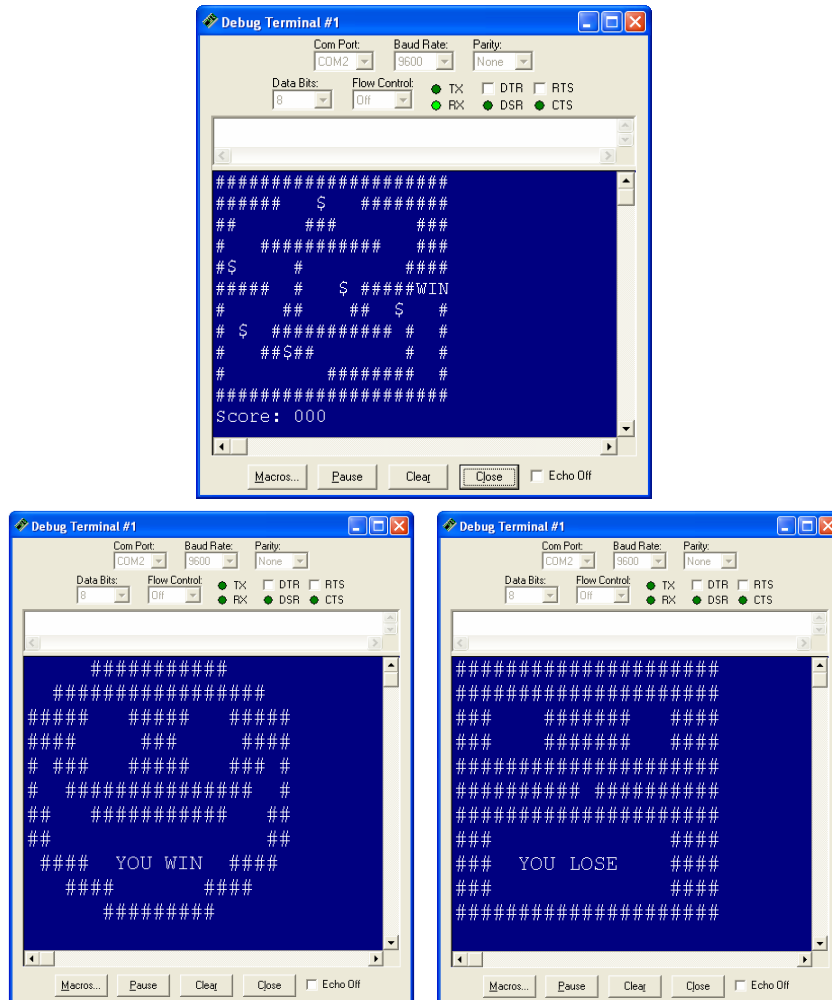 Debug Terminal #1
Com Port: Baud Rate: Parity:
COM2 9600 None
Data Bits: Flow Control: TX DTR RTS
8 Off RX DSR CTS
#####################
######   $   ########
##      ###       ###
#   ###########   ###
#$     #         ####
#####  #   $ #####WIN
#     ##    ##  $   #
# $  ########### #  #
#   ##$##        #  #
#         ########  #
#####################
Score: 000
Macros... Pause Clear Close Echo Off
Debug Terminal #1
Com Port: Baud Rate: Parity:
COM2 9600 None
Data Bits: Flow Control: TX DTR RTS
8 Off RX DSR CTS
     ###########
  #################
#####   #####   #####
####     ###     ####
# ###   #####   ### #
#  ###############  #
##   ###########   ##
##                 ##
 ####  YOU WIN  ####
   ####       ####
      #########
Macros... Pause Clear Close Echo Off
Debug Terminal #1
Com Port: Baud Rate: Parity:
COM2 9600 None
Data Bits: Flow Control: TX DTR RTS
8 Off RX DSR CTS
#####################
#####################
###    #######   ####
###    #######   ####
#####################
########## ##########
#####################
###              ####
###  YOU LOSE    ####
###              ####
#####################
Macros... Pause Clear Close Echo Off